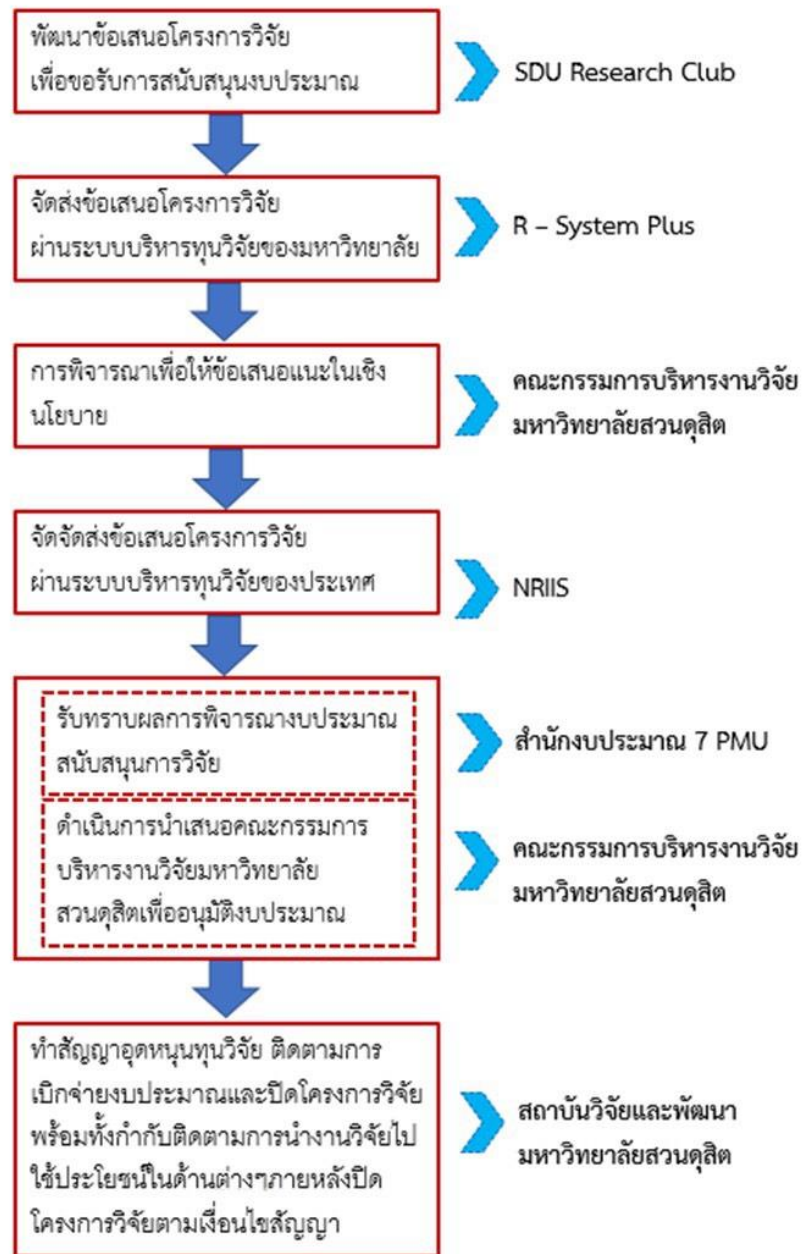 พัฒนาข้อเสนอโครงการวิจัย
เพื่อขอรับการสนับสนุนงบประมาณ
SDU Research Club
จัดส่งข้อเสนอโครงการวิจัย
ผ่านระบบบริหารทุนวิจัยของมหาวิทยาลัย
R – System Plus
การพิจารณาเพื่อให้ข้อเสนอแนะในเชิง
นโยบาย
คณะกรรมการบริหารงานวิจัย
มหาวิทยาลัยสวนดุสิต
จัดจัดส่งข้อเสนอโครงการวิจัย
ผ่านระบบบริหารทุนวิจัยของประเทศ
NRIIS
รับทราบผลการพิจารณางบประมาณ
สนับสนุนการวิจัย
สำนักงบประมาณ 7 PMU
ดำเนินการนำเสนอคณะกรรมการ
บริหารงานวิจัยมหาวิทยาลัย
สวนดุสิตเพื่ออนุมัติงบประมาณ
คณะกรรมการบริหารงานวิจัย
มหาวิทยาลัยสวนดุสิต
ทำสัญญาอุดหนุนทุนวิจัย ติดตามการ
เบิกจ่ายงบประมาณและปิดโครงการวิจัย
พร้อมทั้งกำกับติดตามการนำงานวิจัยไป
ใช้ประโยชน์ในด้านต่างๆภายหลังปิด
โครงการวิจัยตามเงื่อนไขสัญญา
สถาบันวิจัยและพัฒนา
มหาวิทยาลัยสวนดุสิต